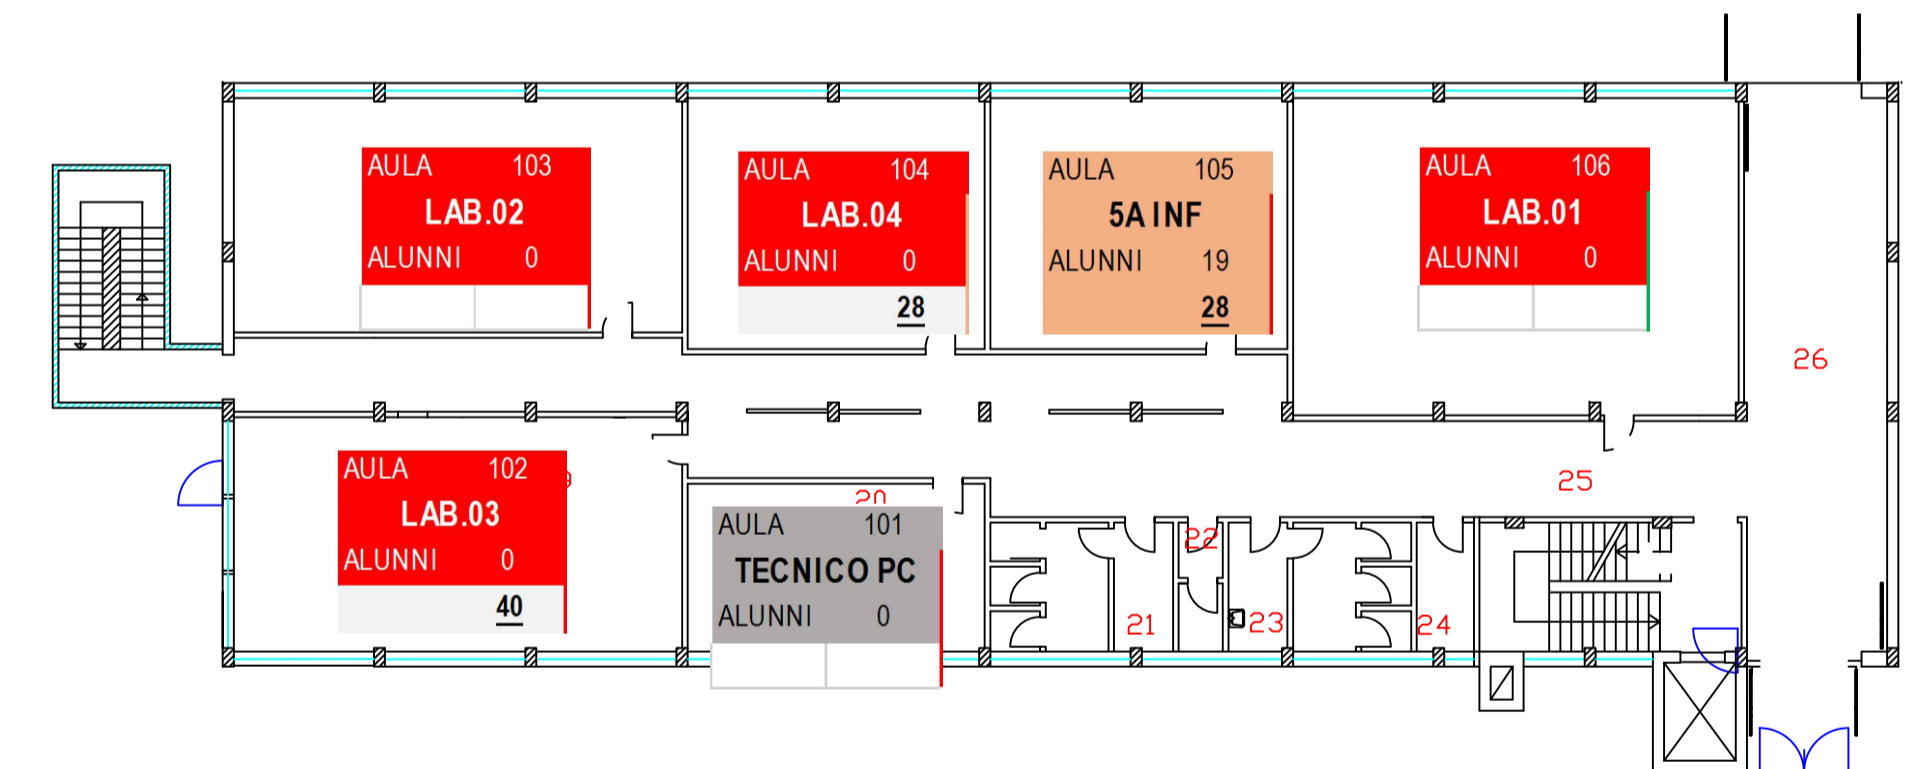 AULA 103
LAB.02
ALUNNI 0
AULA 104
LAB.04
ALUNNI 0
28
AULA 105
5A INF
ALUNNI 19
28
AULA 106
LAB.01
ALUNNI 0
26
AULA 102
LAB.03
ALUNNI 0
40
20
AULA 101
TECNICO PC
ALUNNI 0
25
22
21
23
24